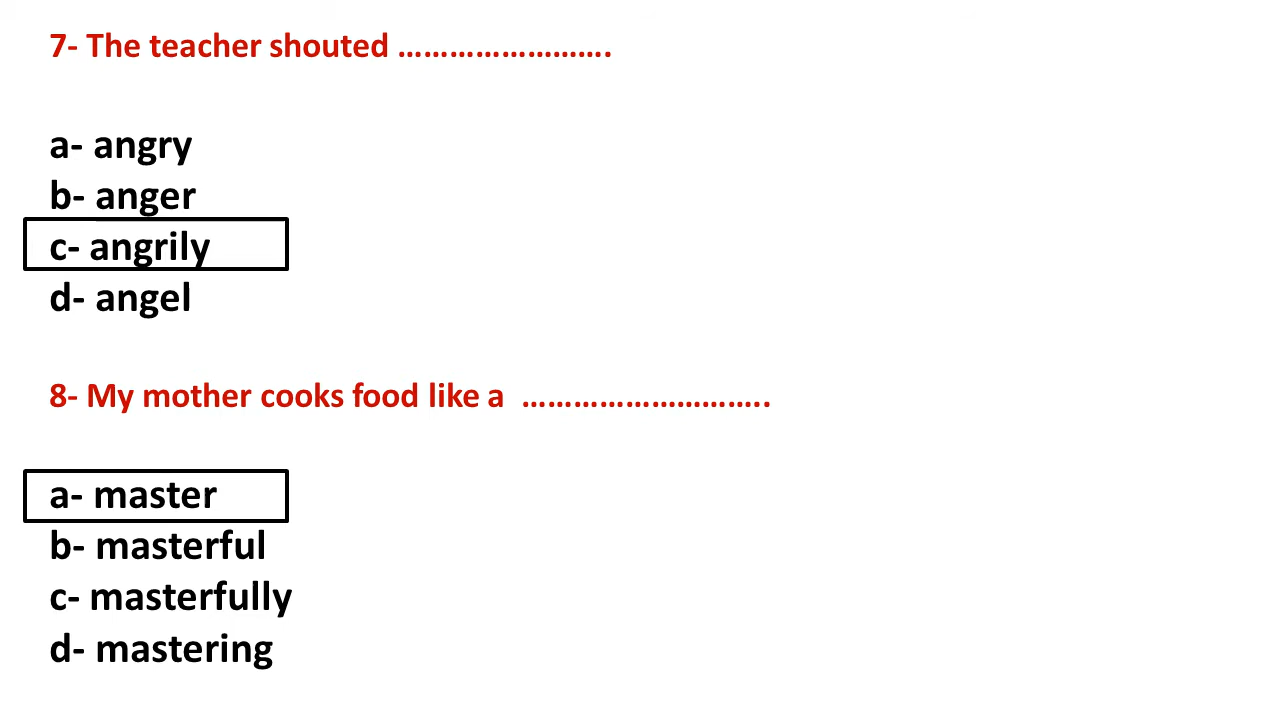 7- The teacher shouted …………………….
a- angry
b- anger
c- angrily
d- angel
8- My mother cooks food like a ………………………..
a- master
b- masterful
c- masterfully
d- mastering